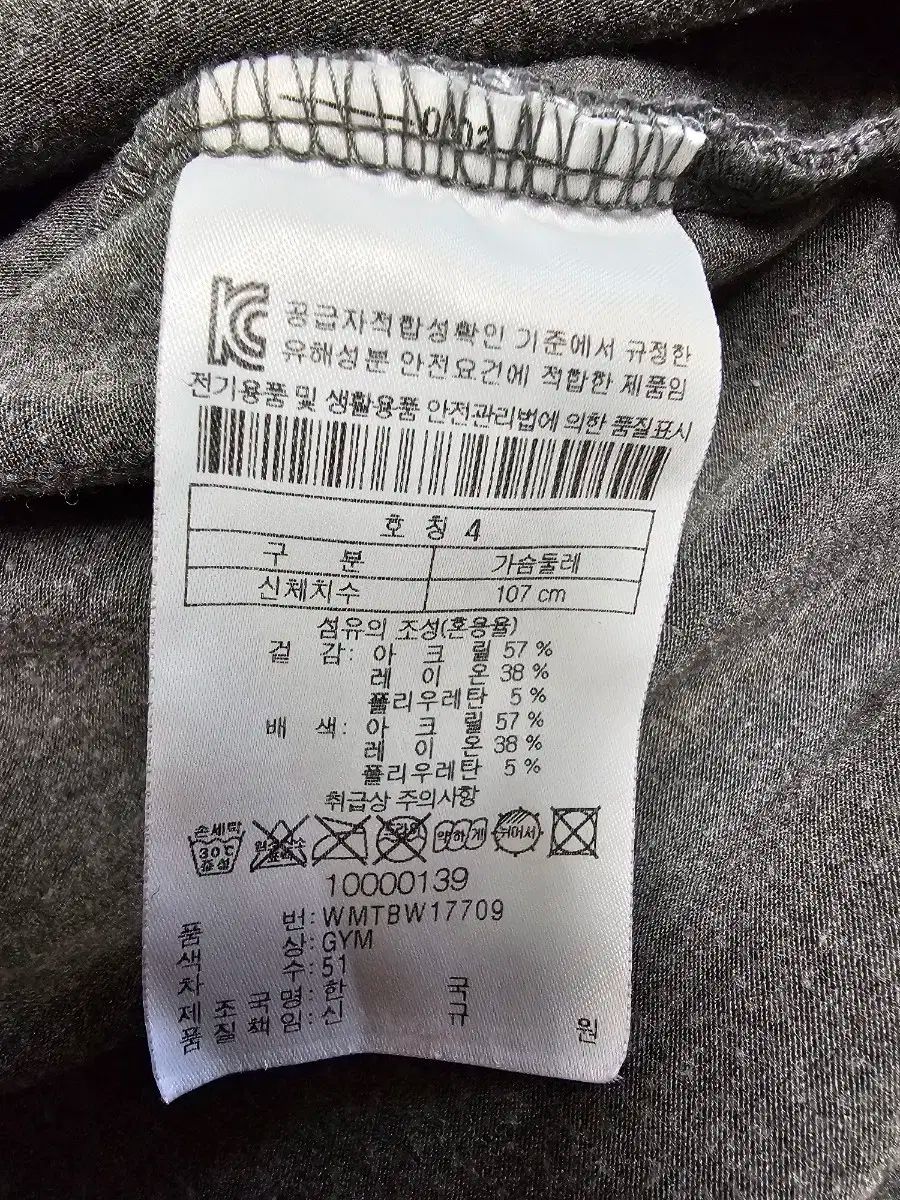 KC 공급자적합성확인 기준에서 규정한
유해성분 안전요건에 적합한 제품임
전기용품 및 생활용품 안전관리법에 의한 품질표시
호 칭 4
구 분 가슴둘레
신체치수 107 cm
섬유의 조성(혼용율)
겉 감: 아 크 릴 57 %
레 이 온 38 %
폴리우레탄 5 %
배 색: 아 크 릴 57 %
레 이 온 38 %
폴리우레탄 5 %
취급상 주의사항
손세탁 30℃ 중성 염소산소표백 드라이 약하게 뉘어서
10000139
품 번: WMTBW17709
색 상: GYM
차 수: 51
제 조 국 명: 한 국
품 질 책 임: 신 규 원